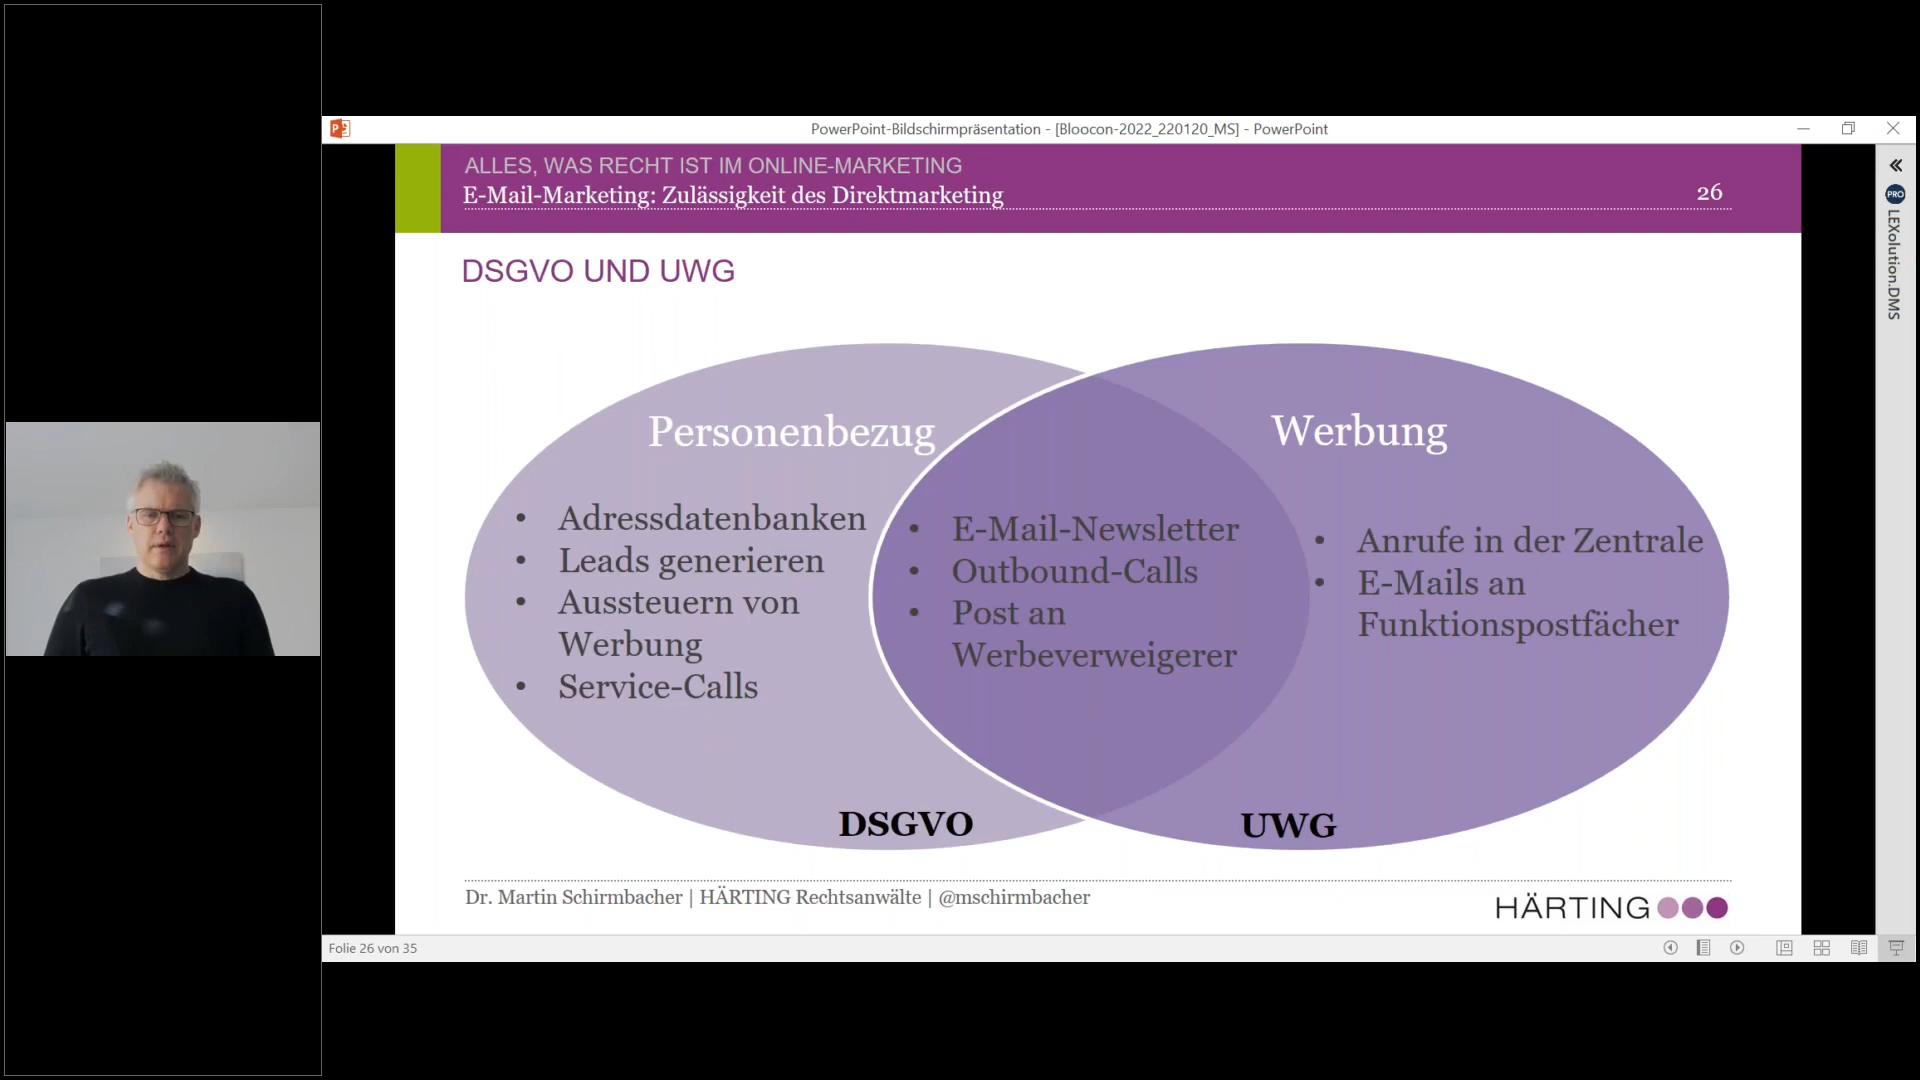 PowerPoint-Bildschirmpräsentation - [Bloocon-2022_220120_MS] - PowerPoint
ALLES, WAS RECHT IST IM ONLINE-MARKETING
E-Mail-Marketing: Zulässigkeit des Direktmarketing
26
DSGVO UND UWG
Personenbezug
• Adressdatenbanken
• Leads generieren
• Aussteuern von
Werbung
• Service-Calls
• E-Mail-Newsletter
• Outbound-Calls
• Post an
Werbeverweigerer
Werbung
• Anrufe in der Zentrale
• E-Mails an
Funktionspostfächer
DSGVO
UWG
Dr. Martin Schirmbacher | HÄRTING Rechtsanwälte | @mschirmbacher
HÄRTING
PRO
LEXolution.DMS
Folie 26 von 35